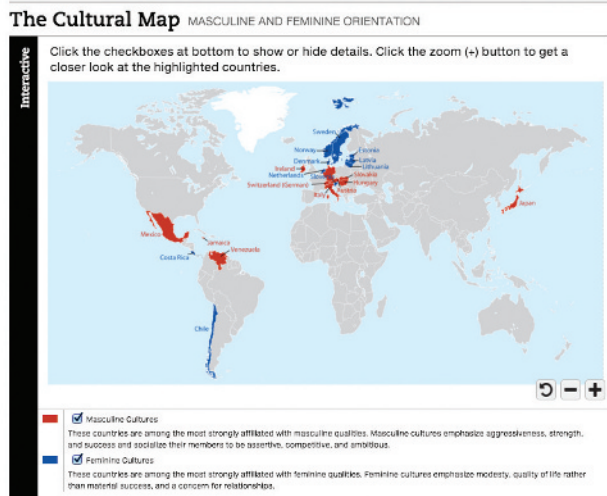 The Cultural Map MASCULINE AND FEMININE ORIENTATION
Interactive
Click the checkboxes at bottom to show or hide details. Click the zoom (+) button to get a
closer look at the highlighted countries.
Sweden
Norway
Estonia
Denmark
Latvia
Lithuania
Ireland
Netherlands
Slovakia
Switzerland (German)
Hungary
Italy
Japan
Mexico
Jamaica
Venezuela
Costa Rica
Chile
Masculine Cultures
These countries are among the most strongly affiliated with masculine qualities. Masculine cultures emphasize aggressiveness, strength,
and success and socialize their members to be assertive, competitive, and ambitious.
Feminine Cultures
These countries are among the most strongly affiliated with feminine qualities. Feminine cultures emphasize modesty, quality of life rather
than material success, and a concern for relationships.